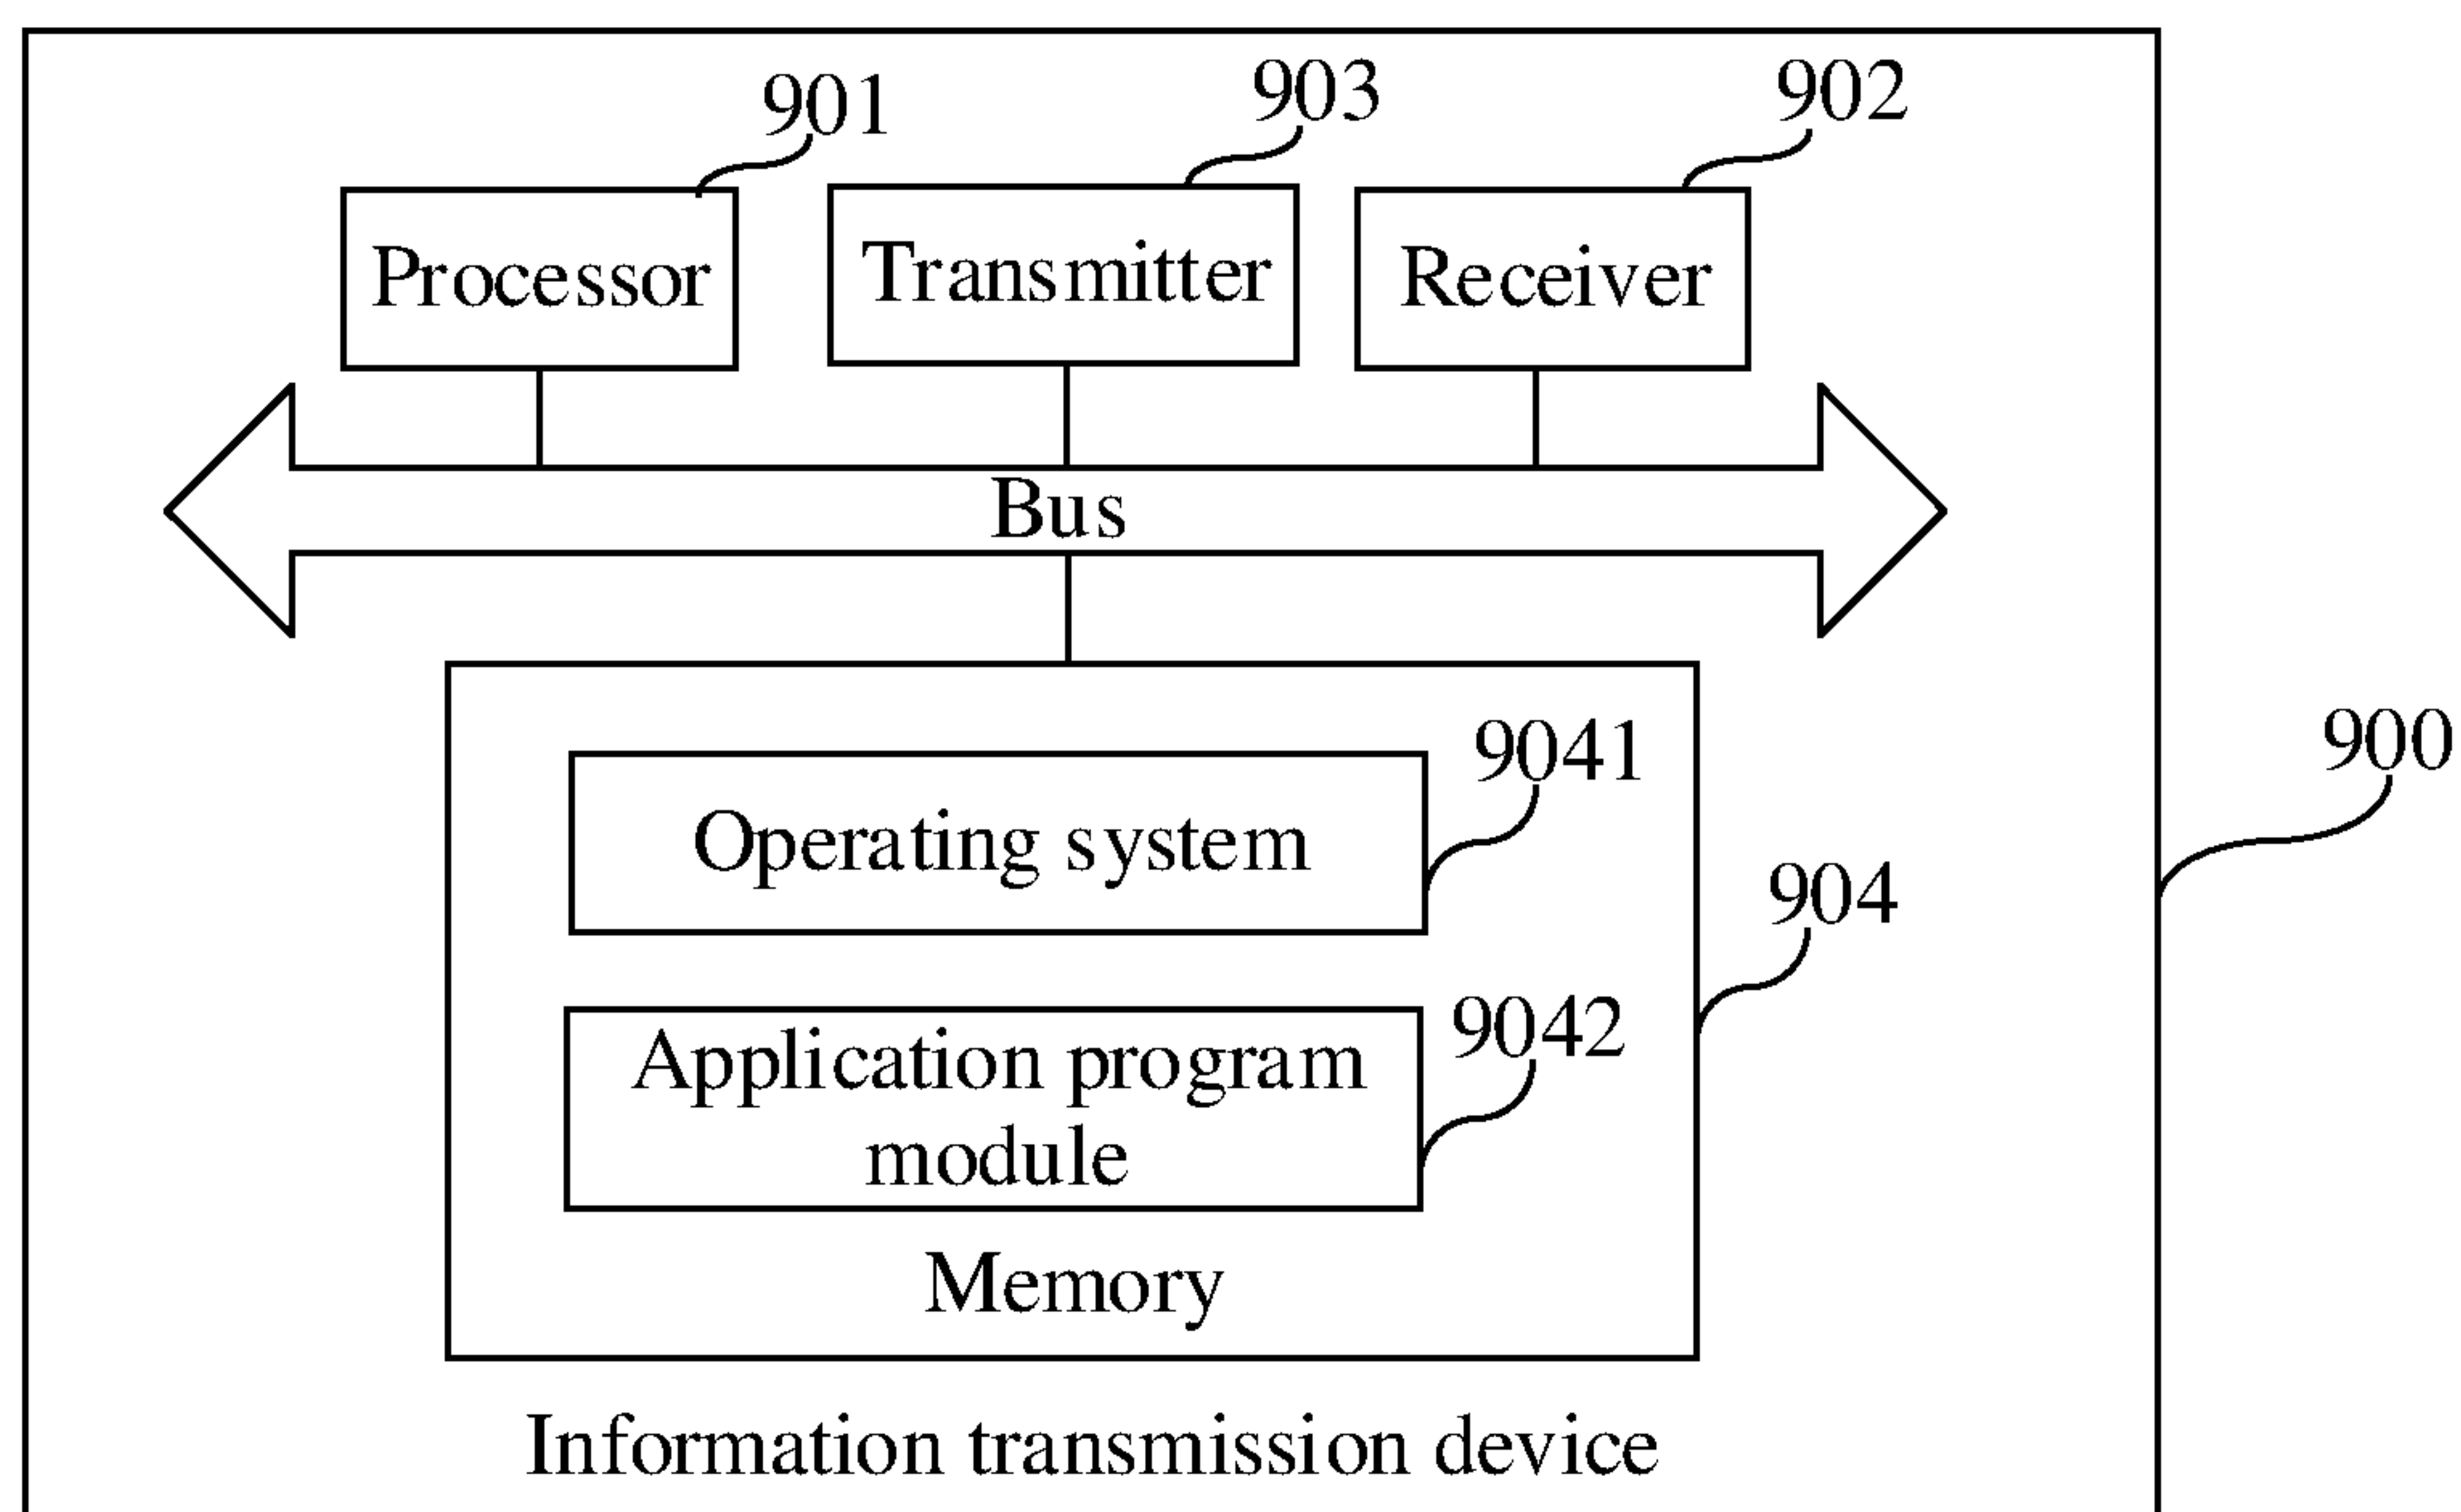 901
903
902
Processor
Transmitter
Receiver
Bus
9041
900
Operating system
904
9042
Application program
module
Memory
Information transmission device